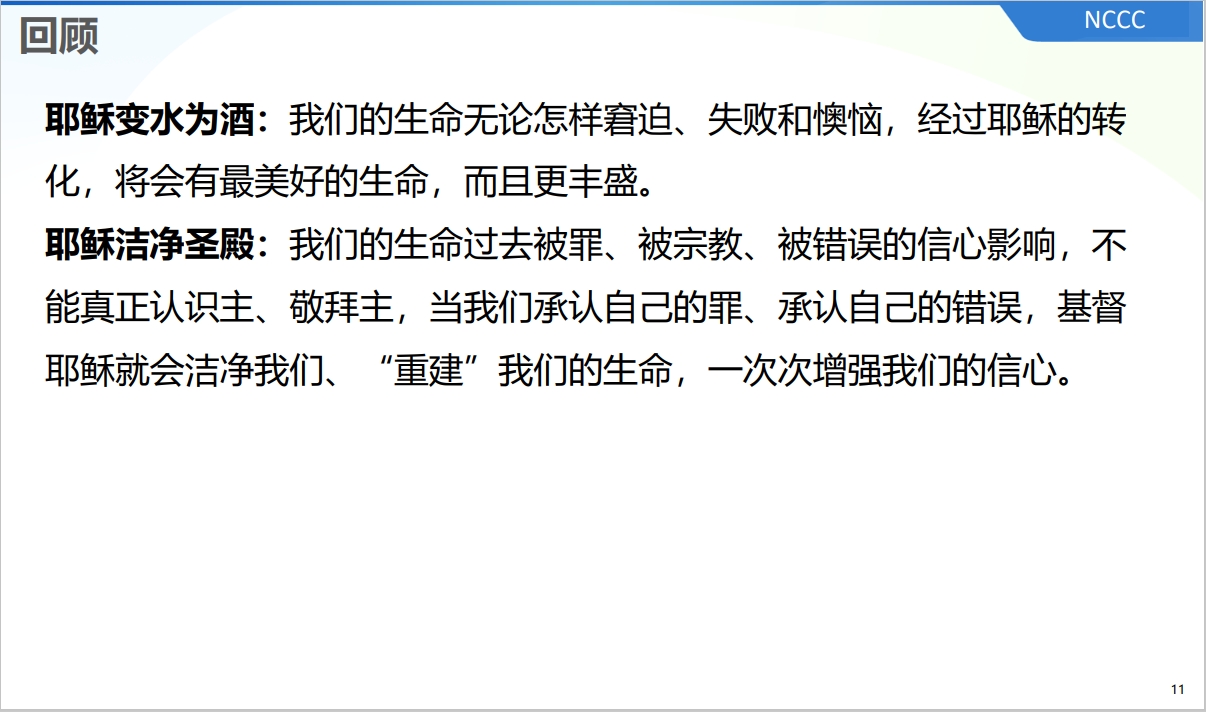 回顾
NCCC
耶稣变水为酒：我们的生命无论怎样窘迫、失败和懊恼，经过耶稣的转
化，将会有最美好的生命，而且更丰盛。
耶稣洁净圣殿：我们的生命过去被罪、被宗教、被错误的信心影响，不
能真正认识主、敬拜主，当我们承认自己的罪、承认自己的错误，基督
耶稣就会洁净我们、“重建”我们的生命，一次次增强我们的信心。
11